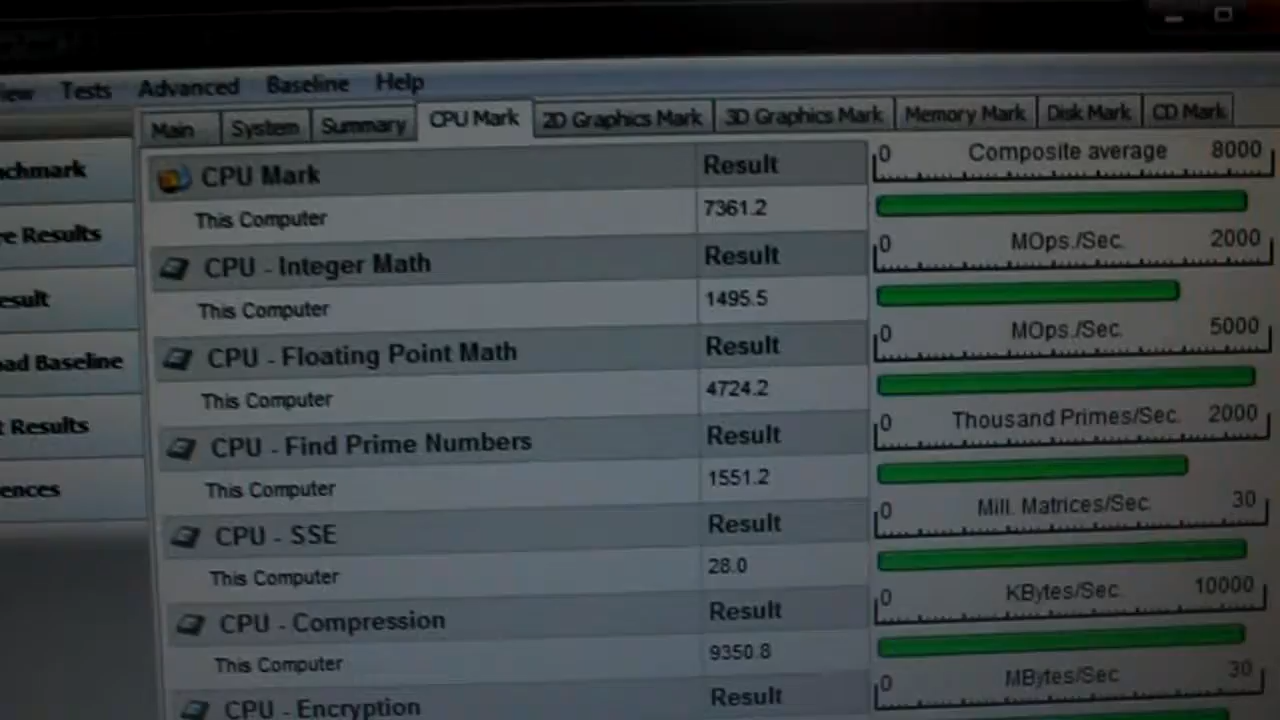 Tests Advanced Baseline Help
Main System Summary CPU Mark 2D Graphics Mark 3D Graphics Mark Memory Mark Disk Mark CD Mark
CPU Mark Result 0 Composite average 8000
This Computer 7361.2
CPU - Integer Math Result 0 MOps./Sec. 2000
This Computer 1495.5
CPU - Floating Point Math Result 0 MOps./Sec. 5000
This Computer 4724.2
CPU - Find Prime Numbers Result 0 Thousand Primes/Sec. 2000
This Computer 1551.2
CPU - SSE Result 0 Mill. Matrices/Sec. 30
This Computer 28.0
CPU - Compression Result 0 KBytes/Sec. 10000
This Computer 9350.8
CPU - Encryption Result 0 MBytes/Sec. 30
nchmark
re Results
esult
ad Baseline
t Results
ences